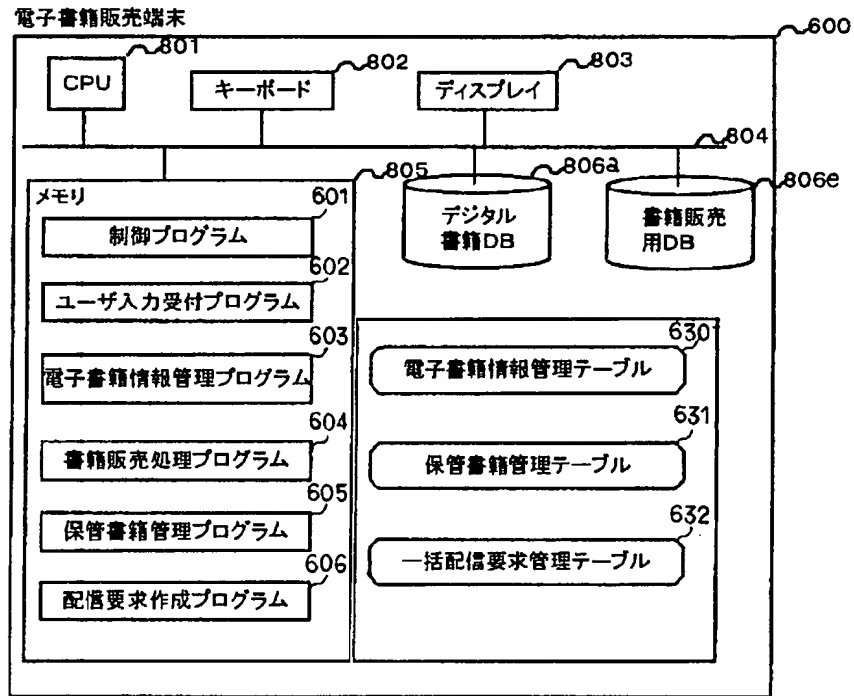 電子書籍販売端末
600
801
CPU
802
キーボード
803
ディスプレイ
804
805
806a
806e
メモリ
デジタル
書籍DB
書籍販売
用DB
601
制御プログラム
602
ユーザ入力受付プログラム
603
電子書籍情報管理プログラム
604
書籍販売処理プログラム
605
保管書籍管理プログラム
606
配信要求作成プログラム
630
電子書籍情報管理テーブル
631
保管書籍管理テーブル
632
一括配信要求管理テーブル